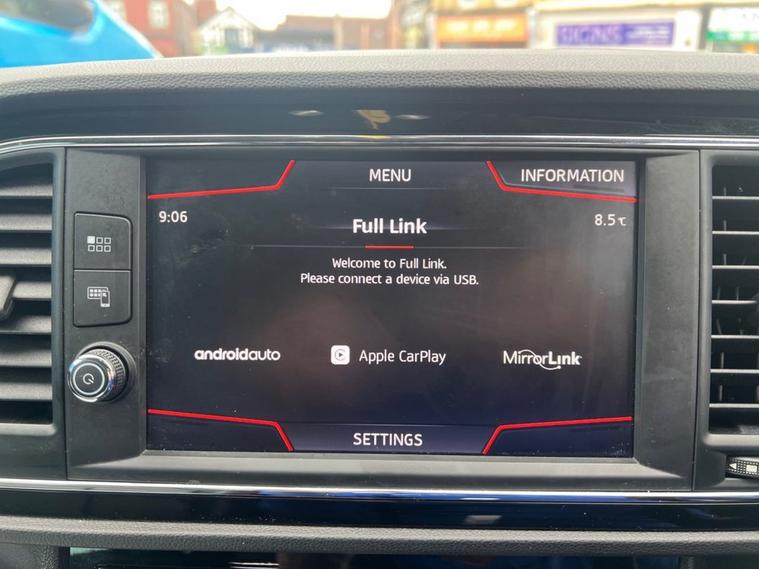 SIGNS
MENU
INFORMATION
9:06
Full Link
8.5°C
Welcome to Full Link.
Please connect a device via USB.
androidauto
Apple CarPlay
MirrorLink
SETTINGS